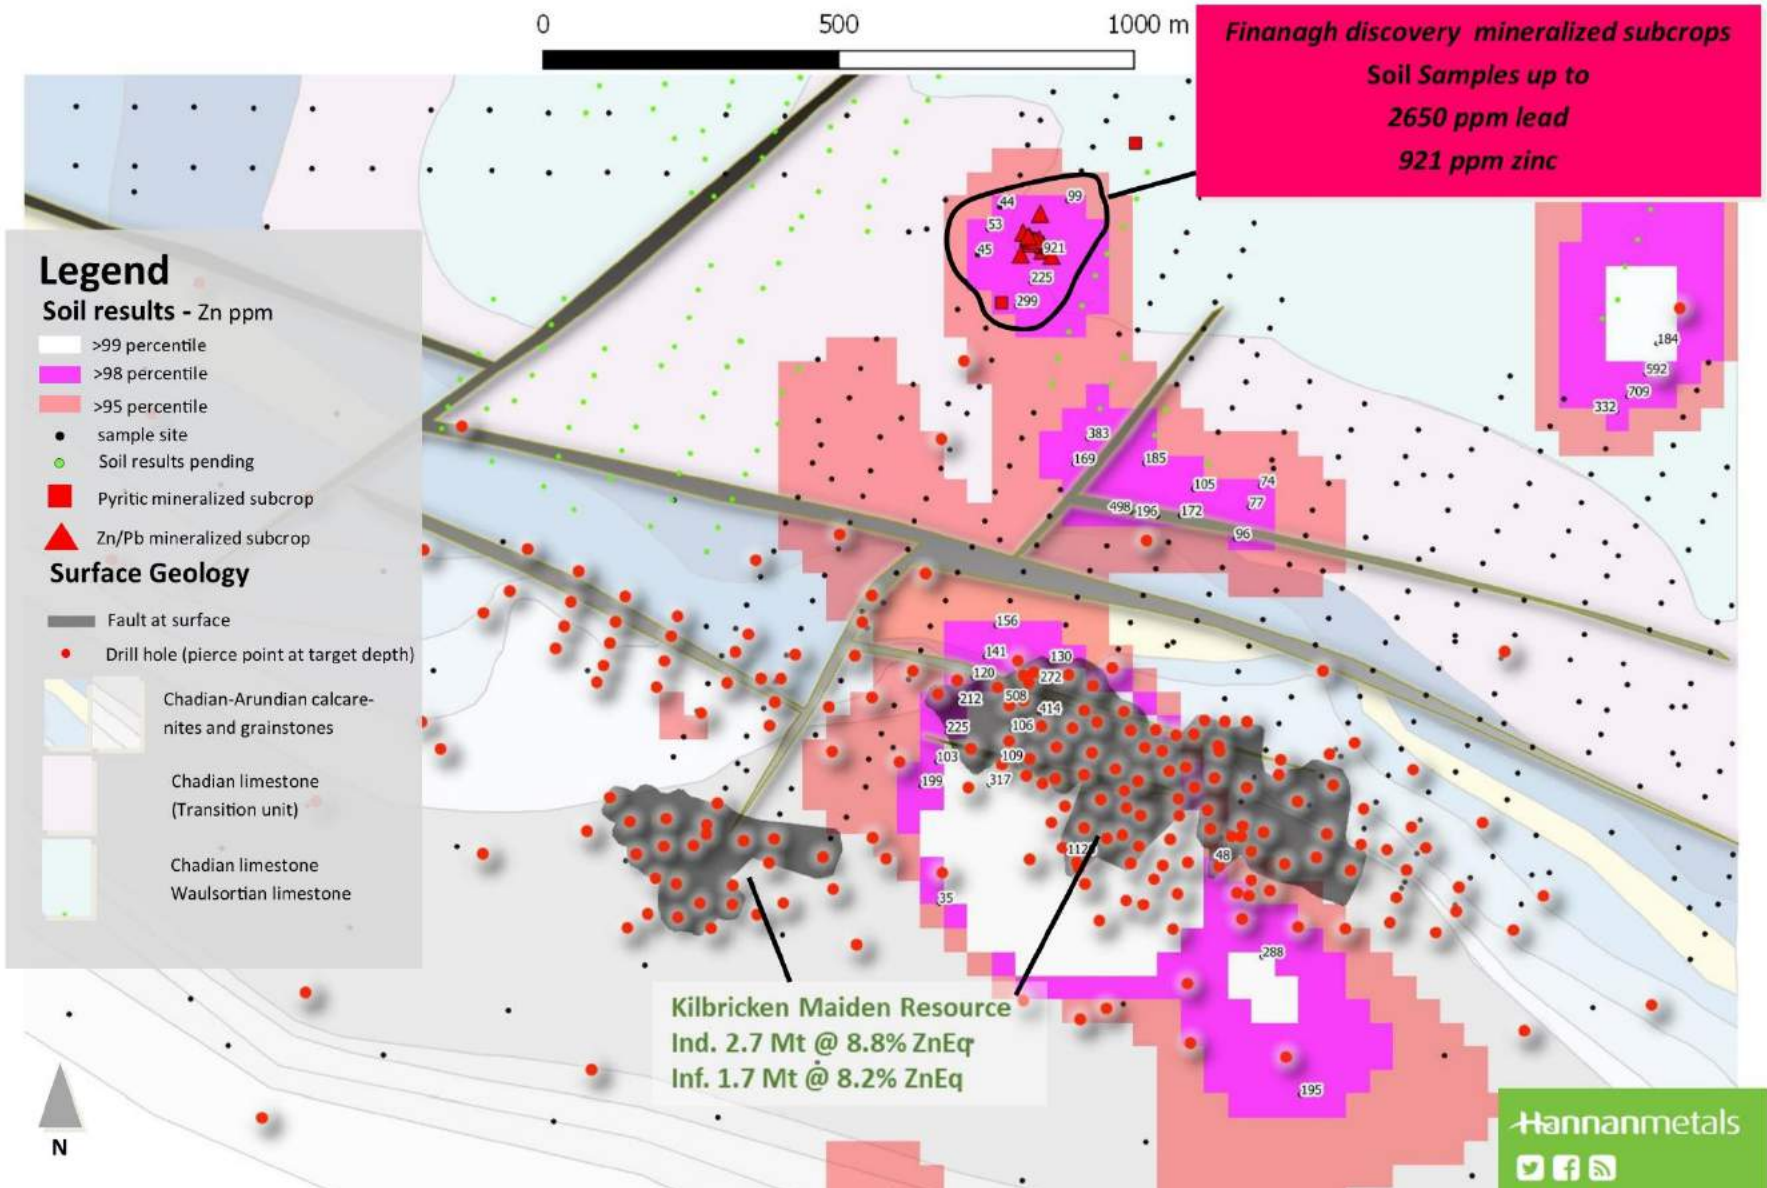 0 500 1000 m
Finanagh discovery mineralized subcrops
Soil Samples up to
2650 ppm lead
921 ppm zinc
44
99
53
45
921
225
299
Legend
Soil results - Zn ppm
>99 percentile
>98 percentile
>95 percentile
sample site
Soil results pending
Pyritic mineralized subcrop
Zn/Pb mineralized subcrop
Surface Geology
Fault at surface
Drill hole (pierce point at target depth)
Chadian-Arundian calcare-
nites and grainstones
Chadian limestone
(Transition unit)
Chadian limestone
Waulsortian limestone
184
592
709
332
383
169
185
105
74
77
498
196
172
96
156
141
130
120
272
212
508
414
225
106
103
109
199
317
112
48
35
288
195
Kilbricken Maiden Resource
Ind. 2.7 Mt @ 8.8% ZnEq
Inf. 1.7 Mt @ 8.2% ZnEq
N
Hannanmetals